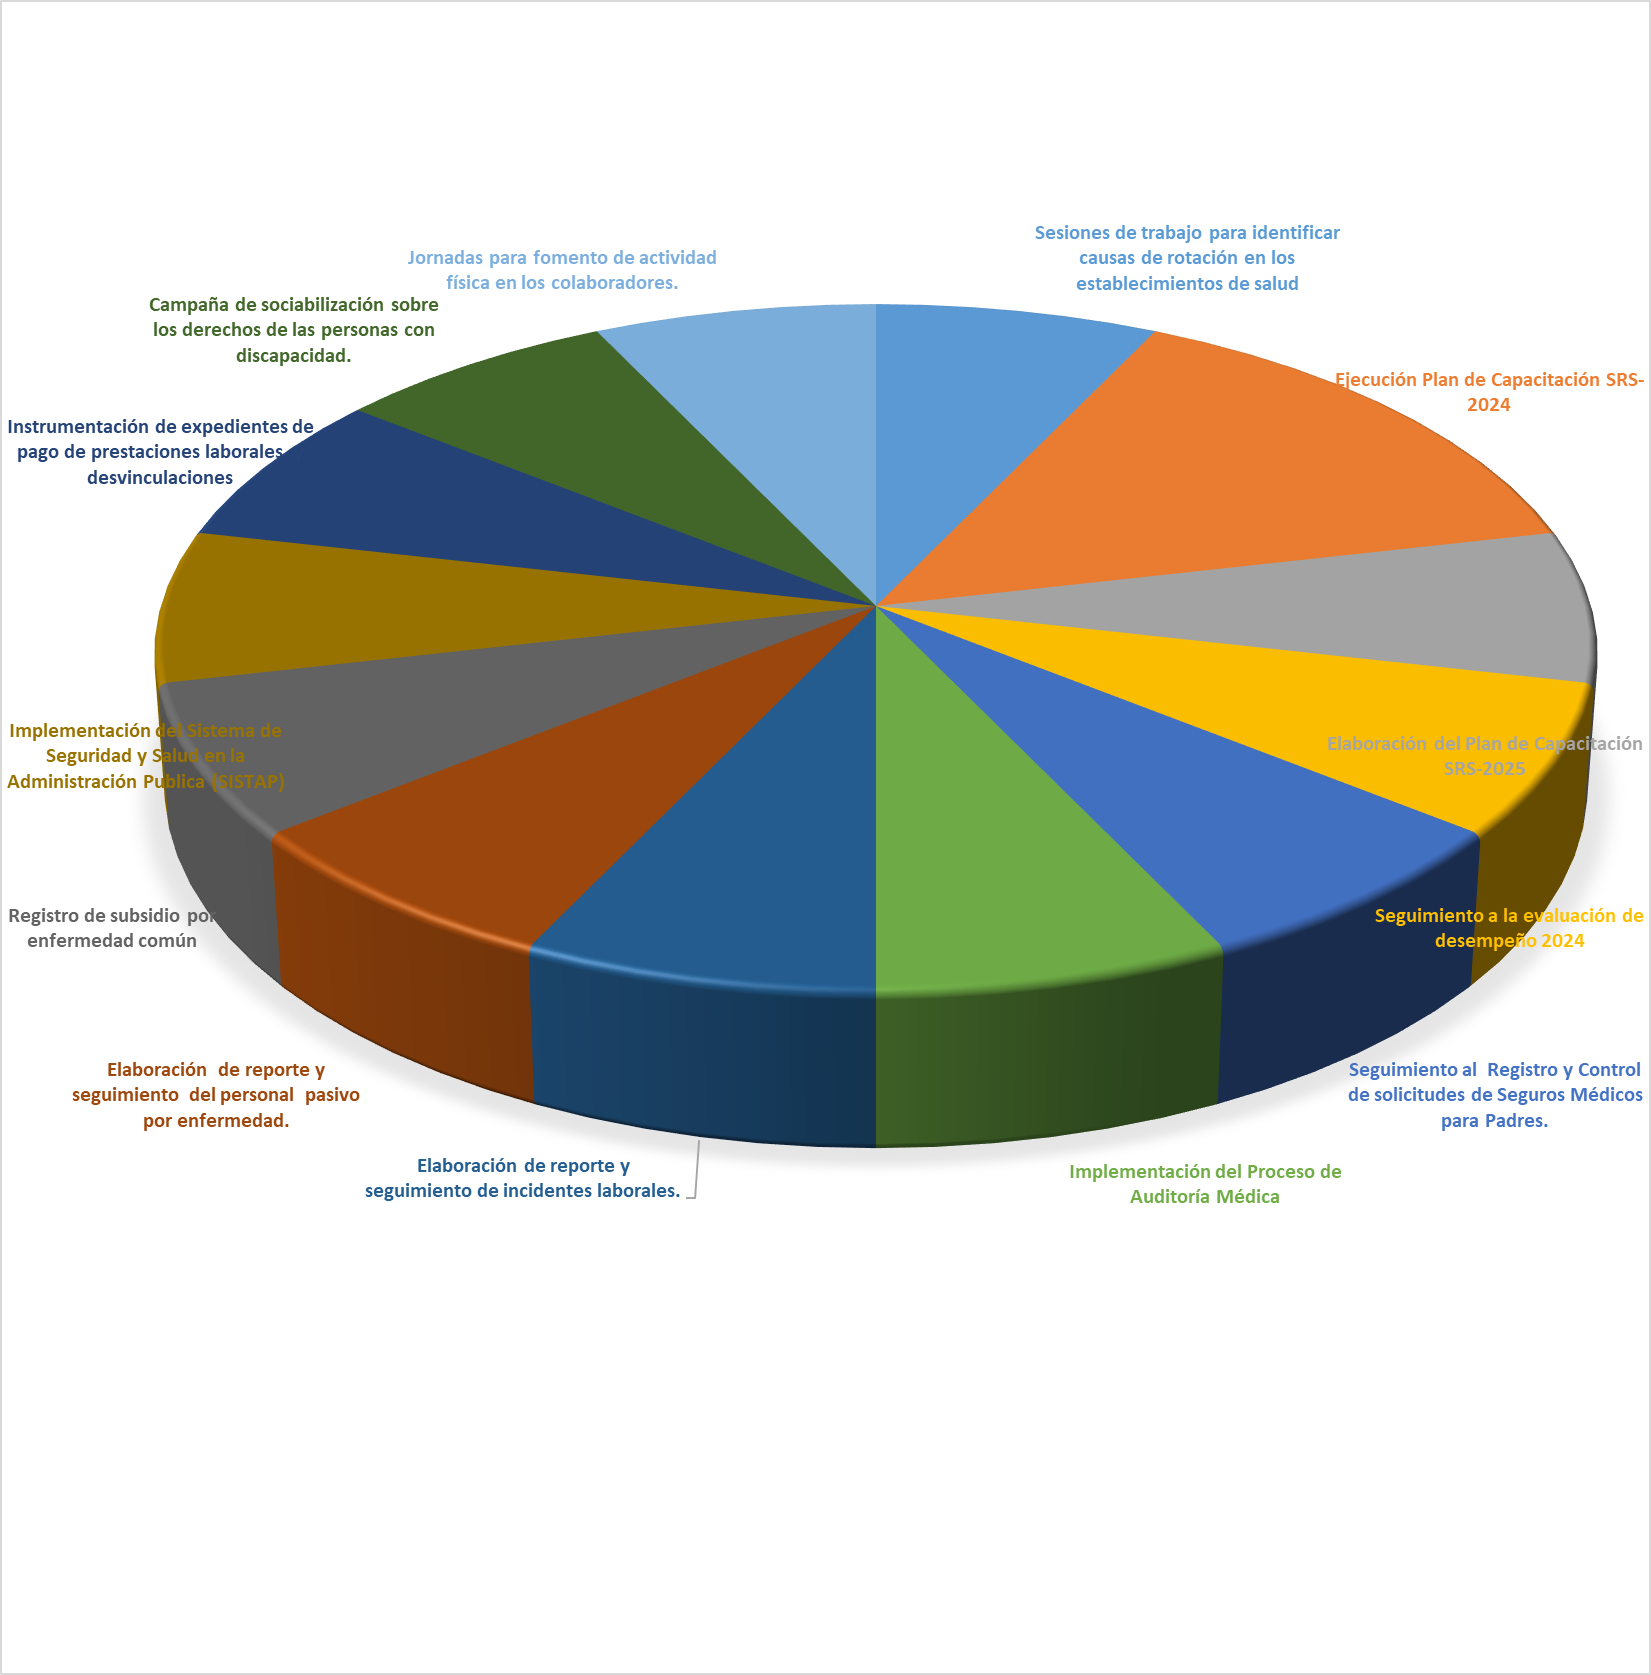 Sesiones de trabajo para identificar
causas de rotación en los
establecimientos de salud
Ejecución Plan de Capacitación SRS-
2024
Elaboración del Plan de Capacitación
SRS-2025
Seguimiento a la evaluación de
desempeño 2024
Seguimiento al Registro y Control
de solicitudes de Seguros Médicos
para Padres.
Implementación del Proceso de
Auditoría Médica
Elaboración de reporte y
seguimiento de incidentes laborales.
Elaboración de reporte y
seguimiento del personal pasivo
por enfermedad.
Registro de subsidio por
enfermedad común
Implementación del Sistema de
Seguridad y Salud en la
Administración Publica (SISTAP)
Instrumentación de expedientes de
pago de prestaciones laborales
desvinculaciones
Campaña de sociabilización sobre
los derechos de las personas con
discapacidad.
Jornadas para fomento de actividad
física en los colaboradores.